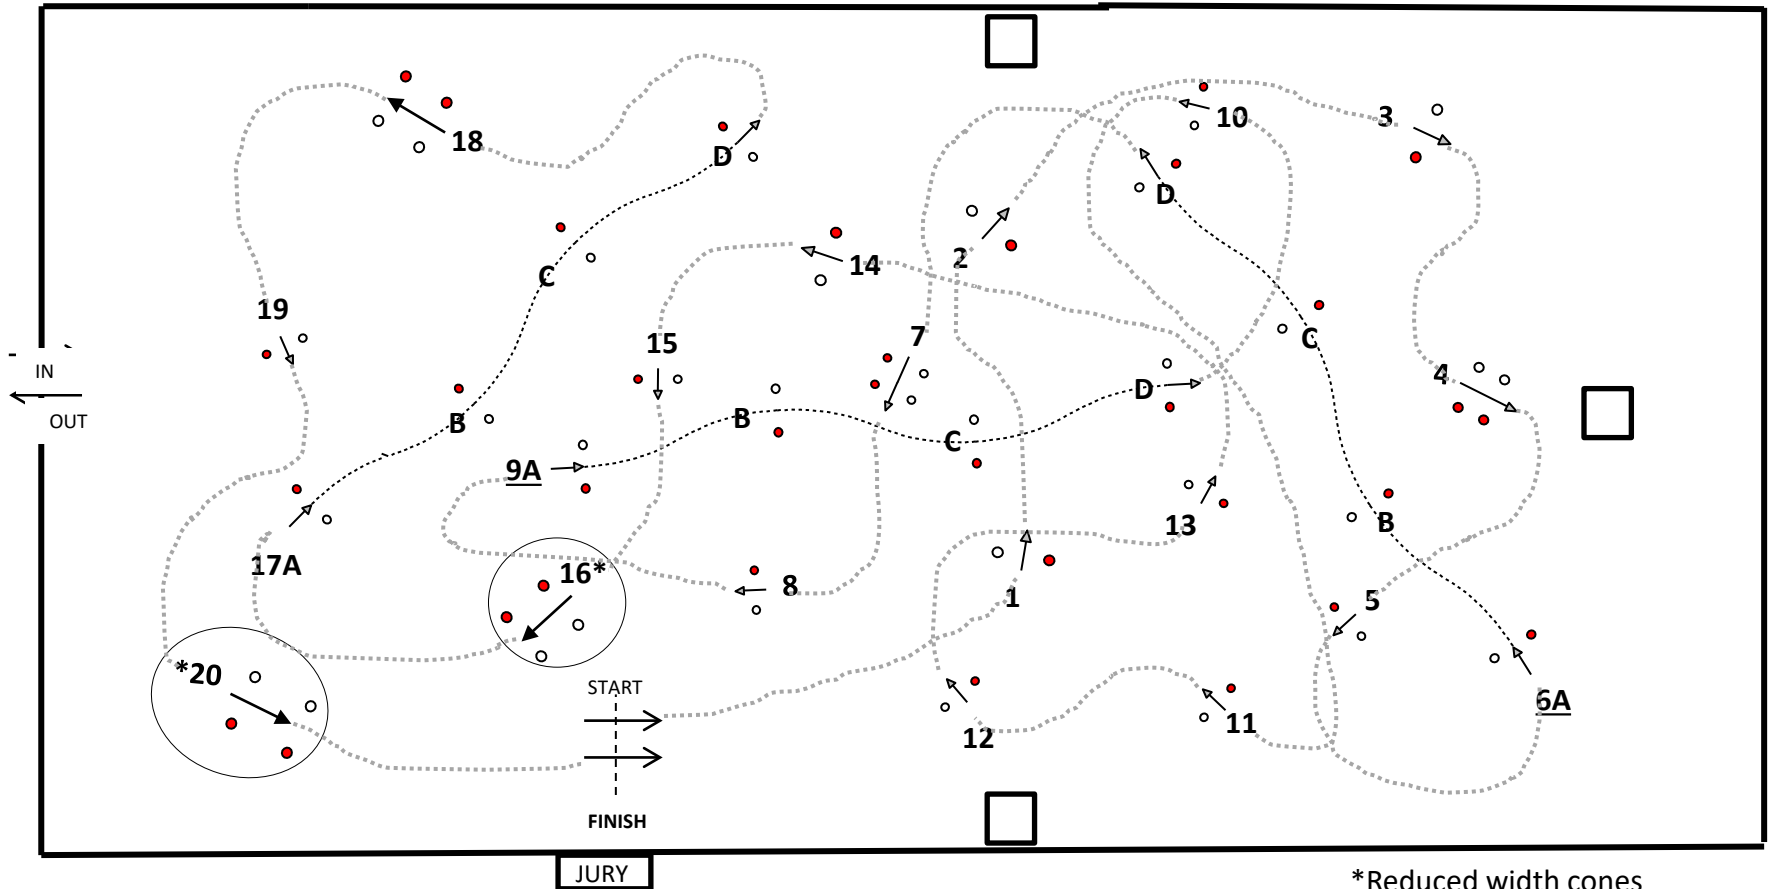 10
3
18
D
D
2
C
14
19
7
C
15
4
IN
D
B
OUT
B
C
9A
13
B
17A
16*
8
1
5
*20
START
6A
12
11
FINISH
JURY
*Reduced width cones